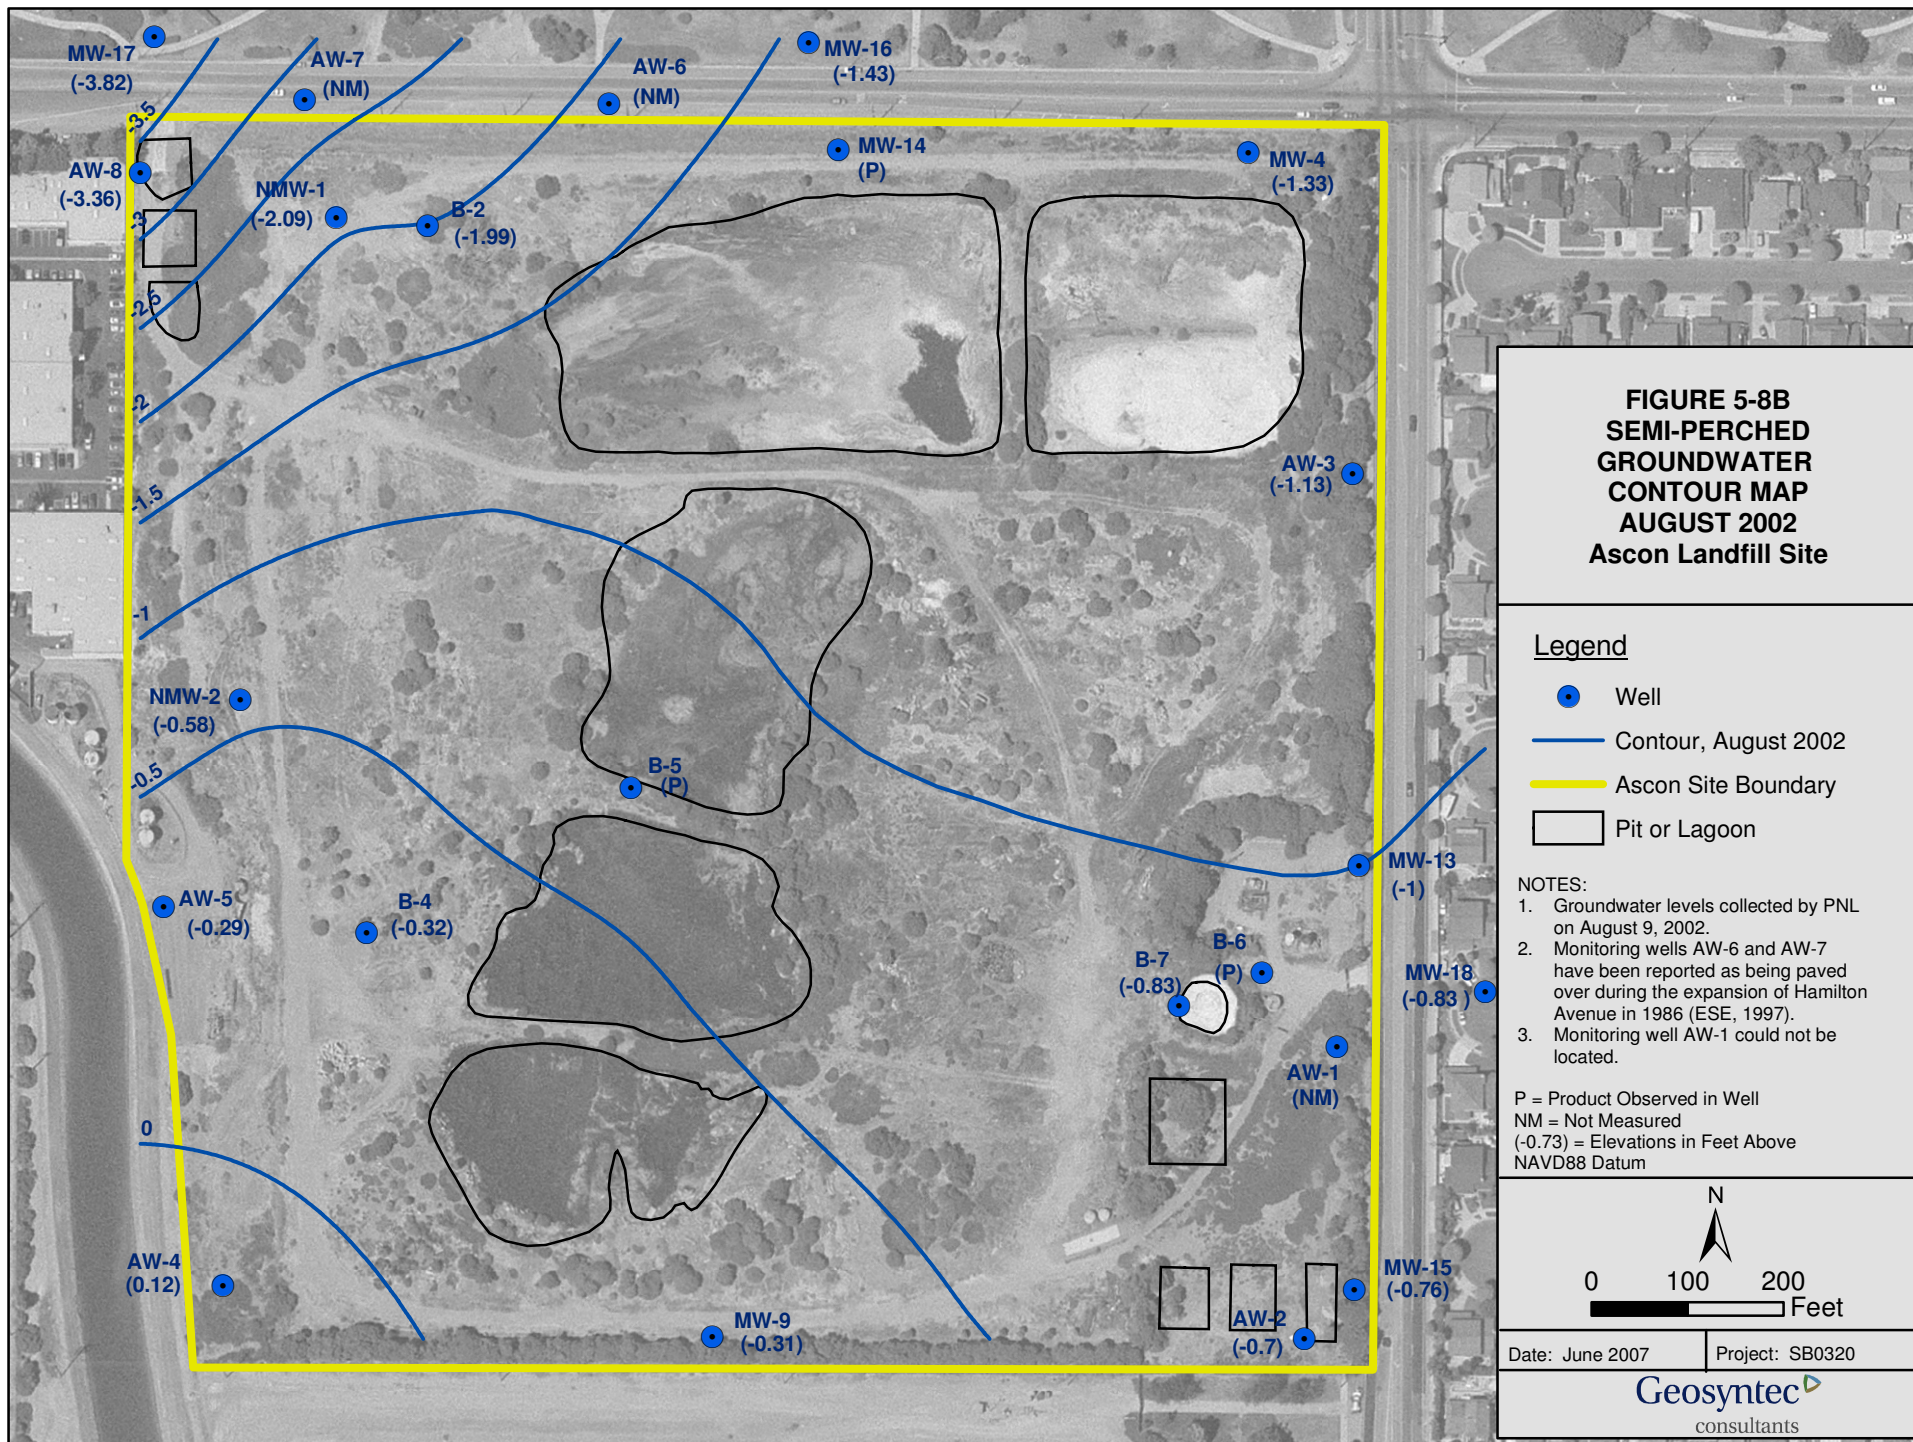 MW-17
(-3.82)
AW-7
(NM)
AW-6
(NM)
MW-16
(-1.43)
-3.5
AW-8
(-3.36)
-3
NMW-1
(-2.09)
B-2
(-1.99)
MW-14
(P)
MW-4
(-1.33)
-2.5
-2
-1.5
AW-3
(-1.13)
-1
NMW-2
(-0.58)
-0.5
B-5
(P)
AW-5
(-0.29)
B-4
(-0.32)
MW-13
(-1)
B-6
(P)
B-7
(-0.83)
MW-18
(-0.83 )
AW-1
(NM)
0
AW-4
(0.12)
MW-9
(-0.31)
AW-2
(-0.7)
MW-15
(-0.76)
FIGURE 5-8B
SEMI-PERCHED
GROUNDWATER
CONTOUR MAP
AUGUST 2002
Ascon Landfill Site
Legend
Well
Contour, August 2002
Ascon Site Boundary
Pit or Lagoon
NOTES:
1. Groundwater levels collected by PNL
on August 9, 2002.
2. Monitoring wells AW-6 and AW-7
have been reported as being paved
over during the expansion of Hamilton
Avenue in 1986 (ESE, 1997).
3. Monitoring well AW-1 could not be
located.
P = Product Observed in Well
NM = Not Measured
(-0.73) = Elevations in Feet Above
NAVD88 Datum
N
0 100 200
Feet
Date: June 2007
Project: SB0320
Geosyntec
consultants